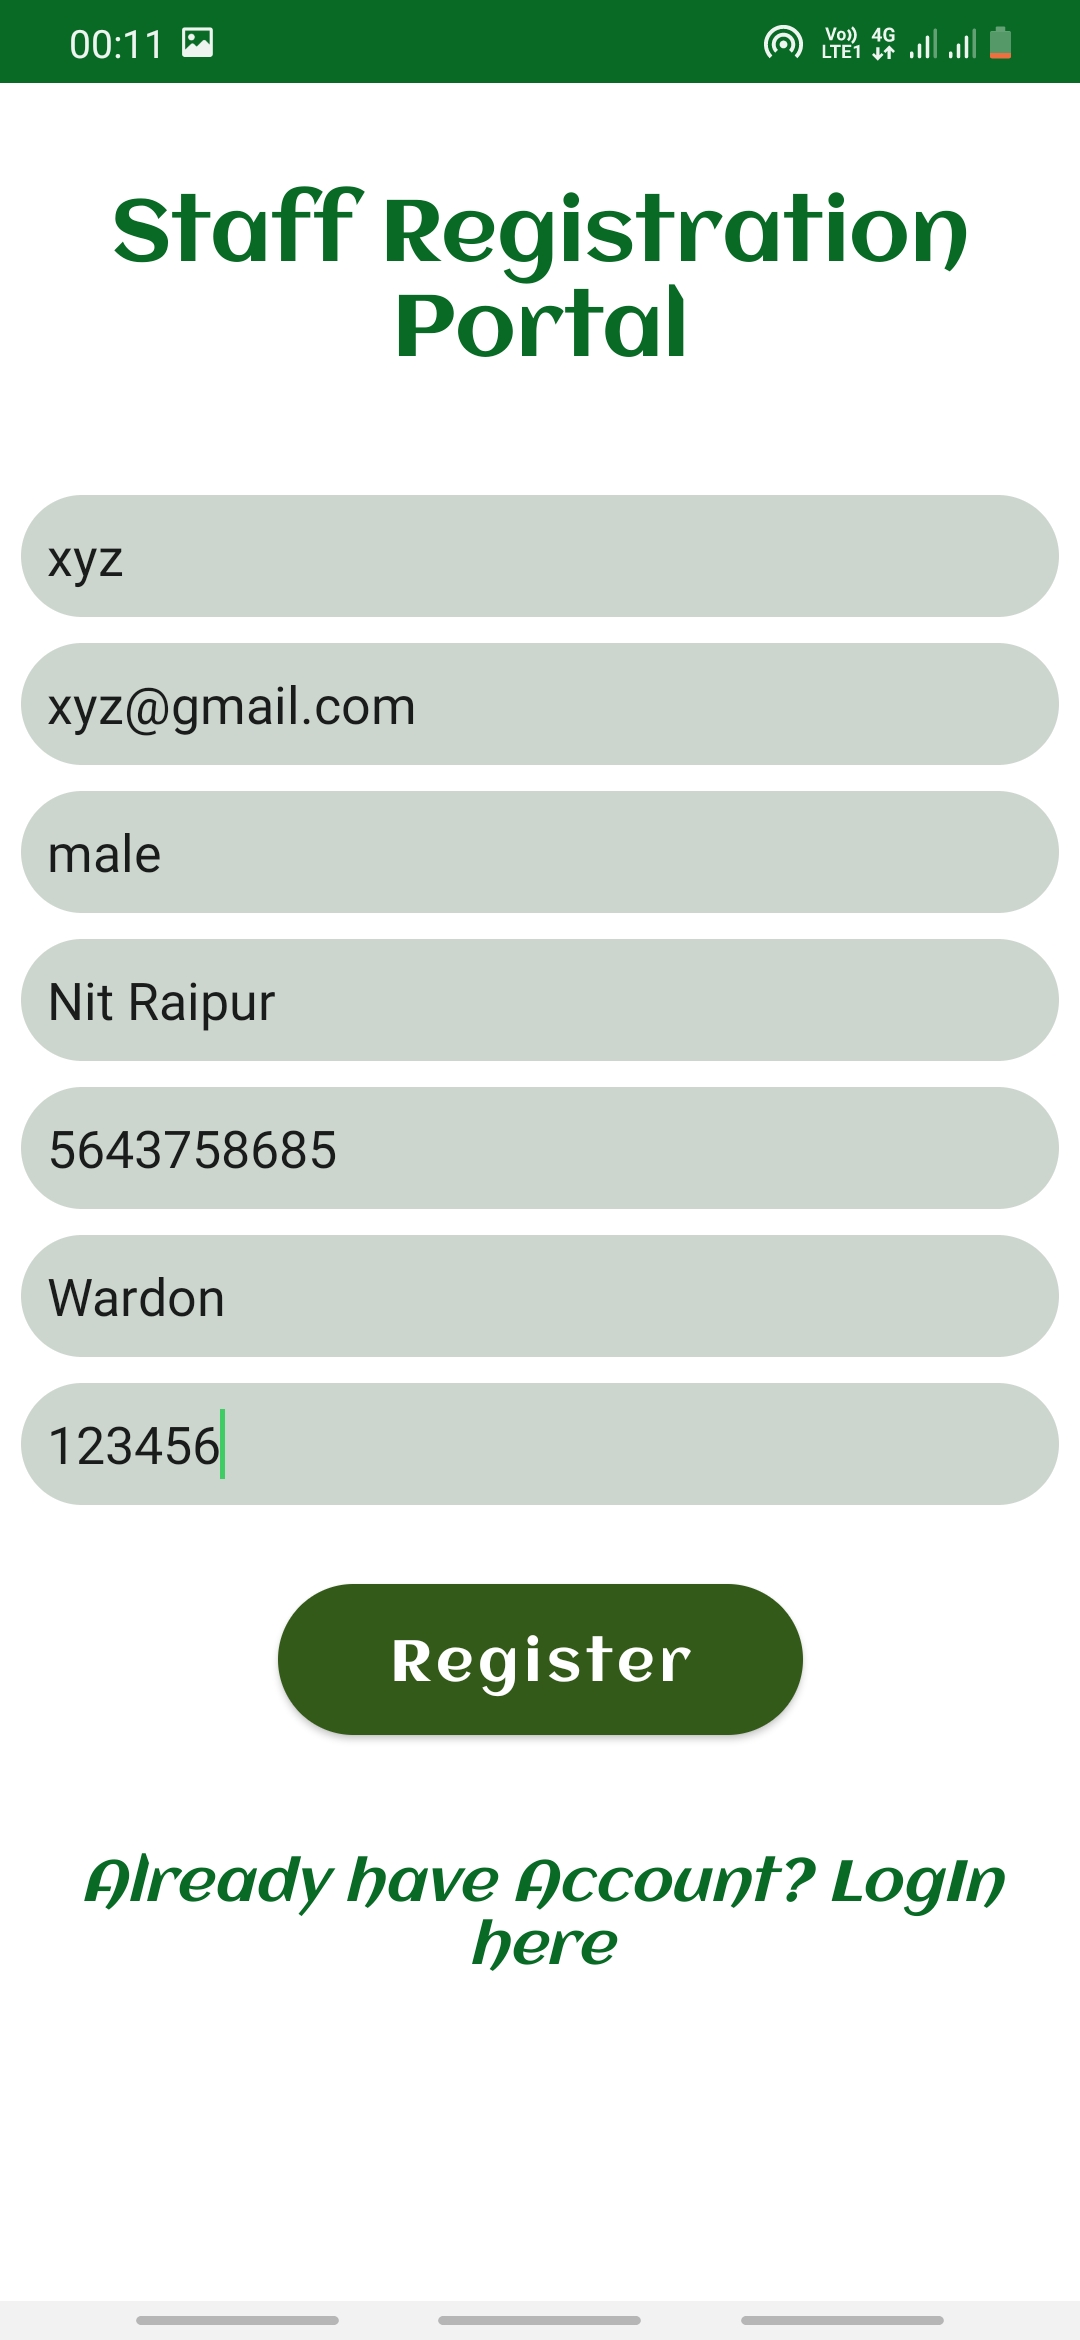 00:11
Vo)) 4G
LTE1
Staff Registration
Portal
xyz
xyz@gmail.com
male
Nit Raipur
5643758685
Wardon
123456
Register
Already have Account? LogIn
here